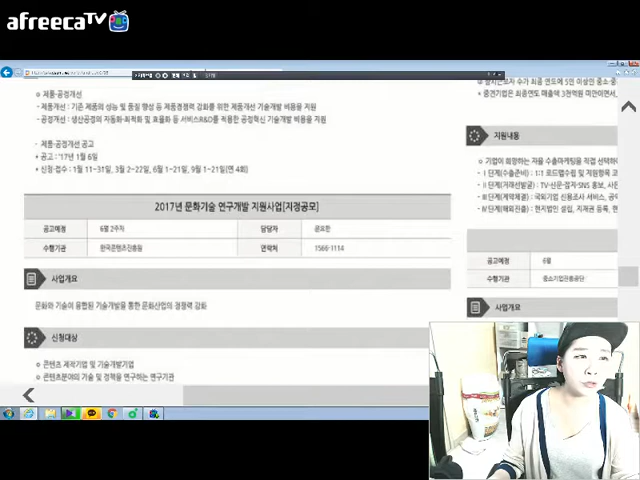 afreecaTV
제품·공정개선
- 제품개선 : 기존 제품의 성능 및 품질 향상 등 제품경쟁력 강화를 위한 제품개선 기술개발 비용을 지원
- 공정개선 : 생산공정의 자동화·최적화 및 효율화 등 서비스R&D를 적용한 공정혁신 기술개발 비용을 지원
- 제품·공정개선 공고
공고 : '17년 1월 6일
신청·접수 : 1월 11~31일, 3월 2~22일, 6월 1~21일, 9월 1~21일(연 4회)
2017년 문화기술 연구개발 지원사업[지정공모]
공고예정 6월 2주차 담당자
수행기관 한국콘텐츠진흥원 연락처 1566-1114
사업개요
문화와 기술이 융합된 기술개발을 통한 문화산업의 경쟁력 강화
신청대상
콘텐츠 제작기업 및 기술개발기업
콘텐츠분야의 기술 및 정책을 연구하는 연구기관
중견기업은 최종연도 매출액 3천억원 미만이면서,
지원내용
기업이 희망하는 자율 수출마케팅을 직접 선택하
Ⅰ단계(수출준비) : 1:1 로드맵수립 및 지원항목
Ⅱ단계(거래선발굴) : TV·신문·잡지·SNS 홍보,
Ⅲ단계(계약체결) : 국외기업 신용조사 서비스,
Ⅳ단계(해외진출) : 현지법인 설립, 지재권 등록,
공고예정 6월
수행기관 중소기업진흥공단
사업개요